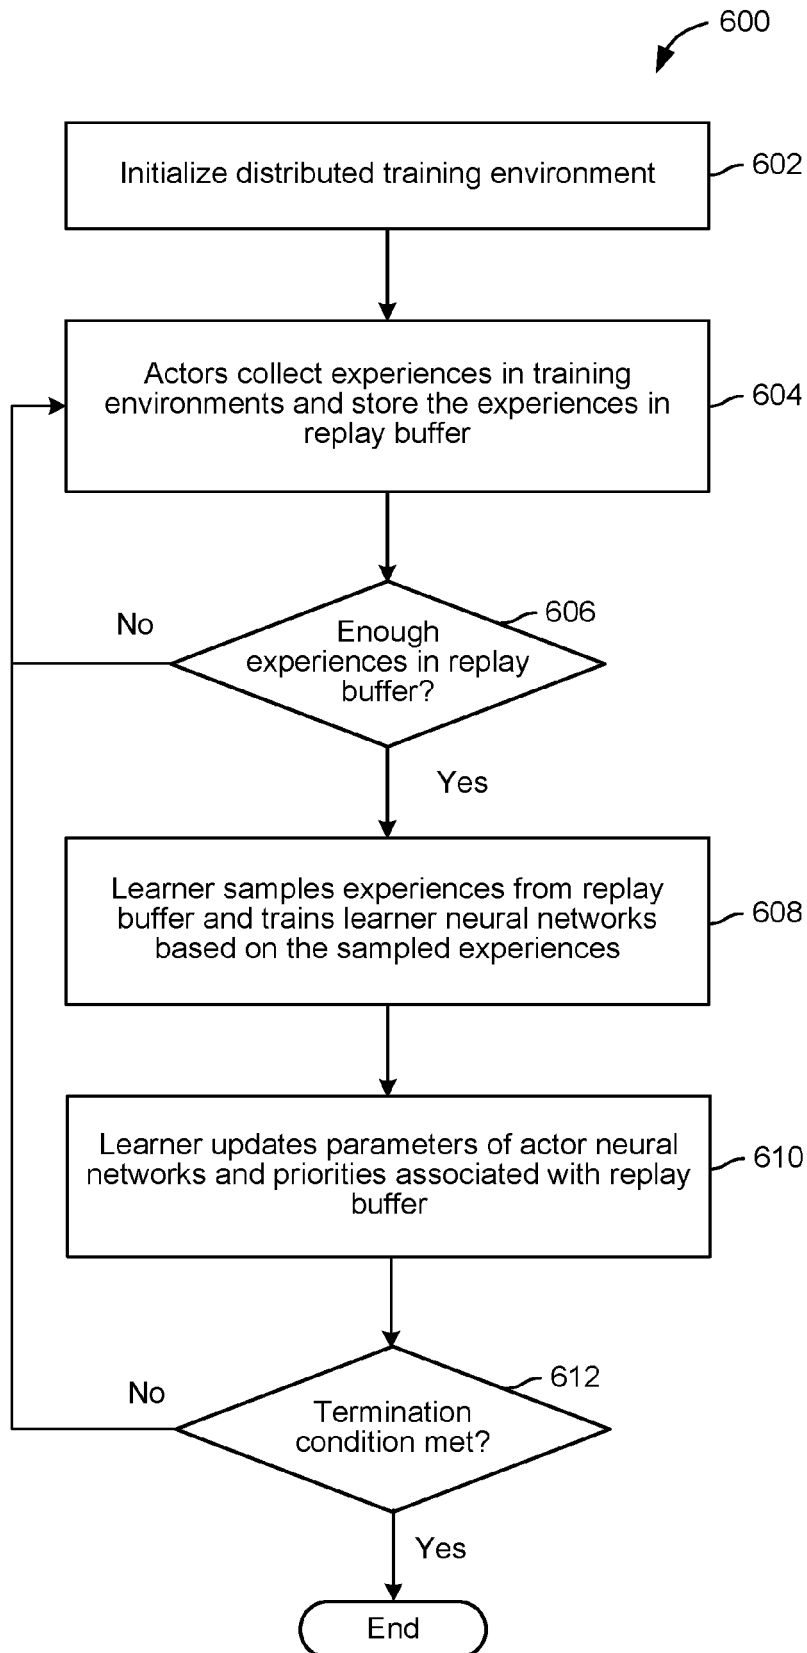 600
Initialize distributed training environment
602
Actors collect experiences in training
environments and store the experiences in
replay buffer
604
Enough
experiences in replay
buffer?
606
No
Yes
Learner samples experiences from replay
buffer and trains learner neural networks
based on the sampled experiences
608
Learner updates parameters of actor neural
networks and priorities associated with replay
buffer
610
Termination
condition met?
612
No
Yes
End